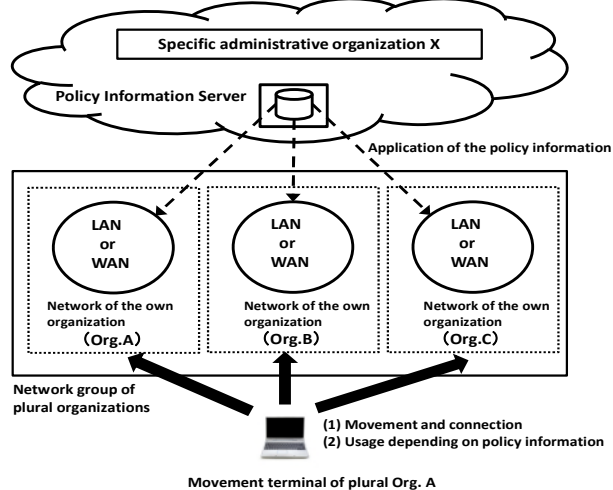 Specific administrative organization X
Policy Information Server
Application of the policy information
LAN
or
WAN
Network of the own
organization
(Org.A)
LAN
or
WAN
Network of the own
organization
(Org.B)
LAN
or
WAN
Network of the own
organization
(Org.C)
Network group of
plural organizations
(1) Movement and connection
(2) Usage depending on policy information
Movement terminal of plural Org. A